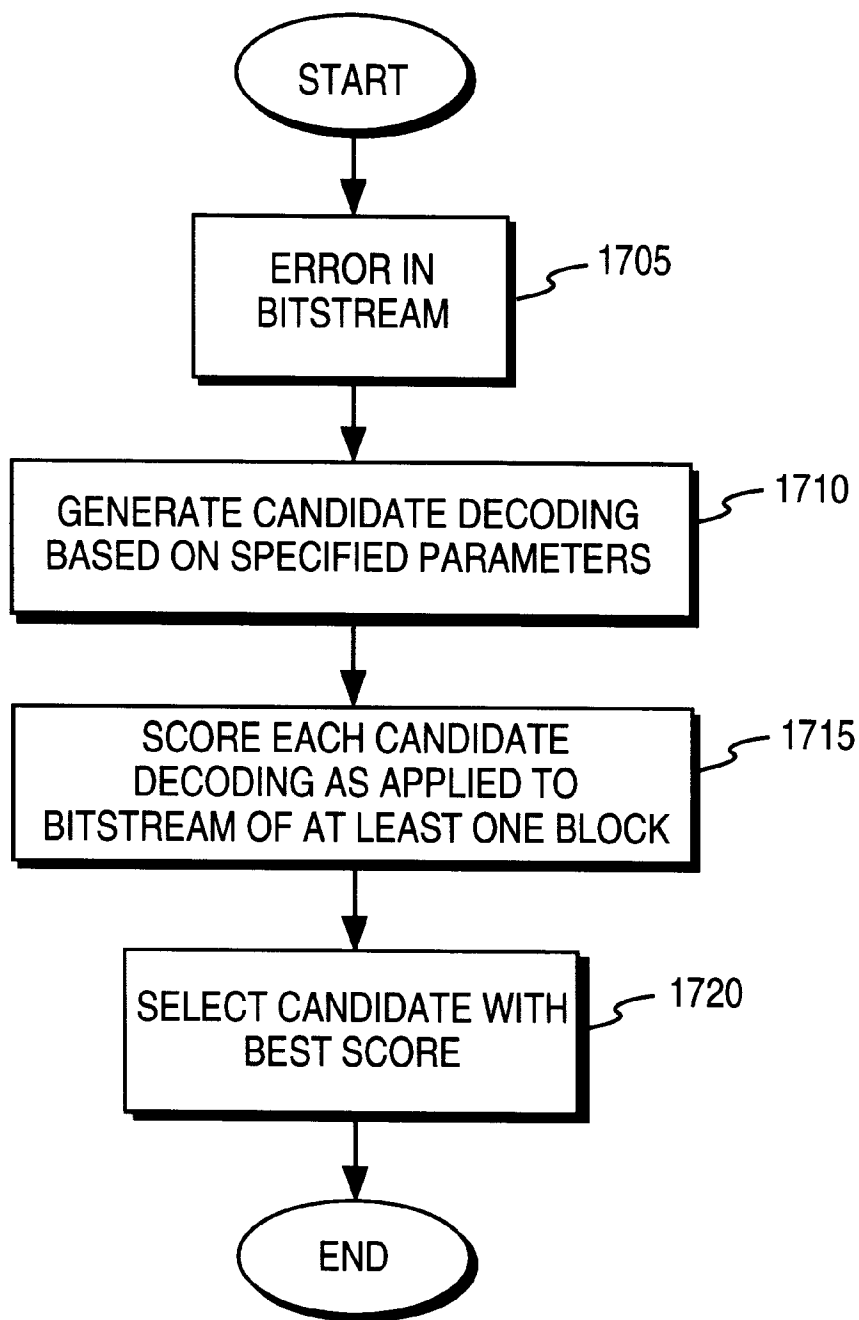 START
ERROR IN
BITSTREAM
1705
GENERATE CANDIDATE DECODING
BASED ON SPECIFIED PARAMETERS
1710
SCORE EACH CANDIDATE
DECODING AS APPLIED TO
BITSTREAM OF AT LEAST ONE BLOCK
1715
SELECT CANDIDATE WITH
BEST SCORE
1720
END